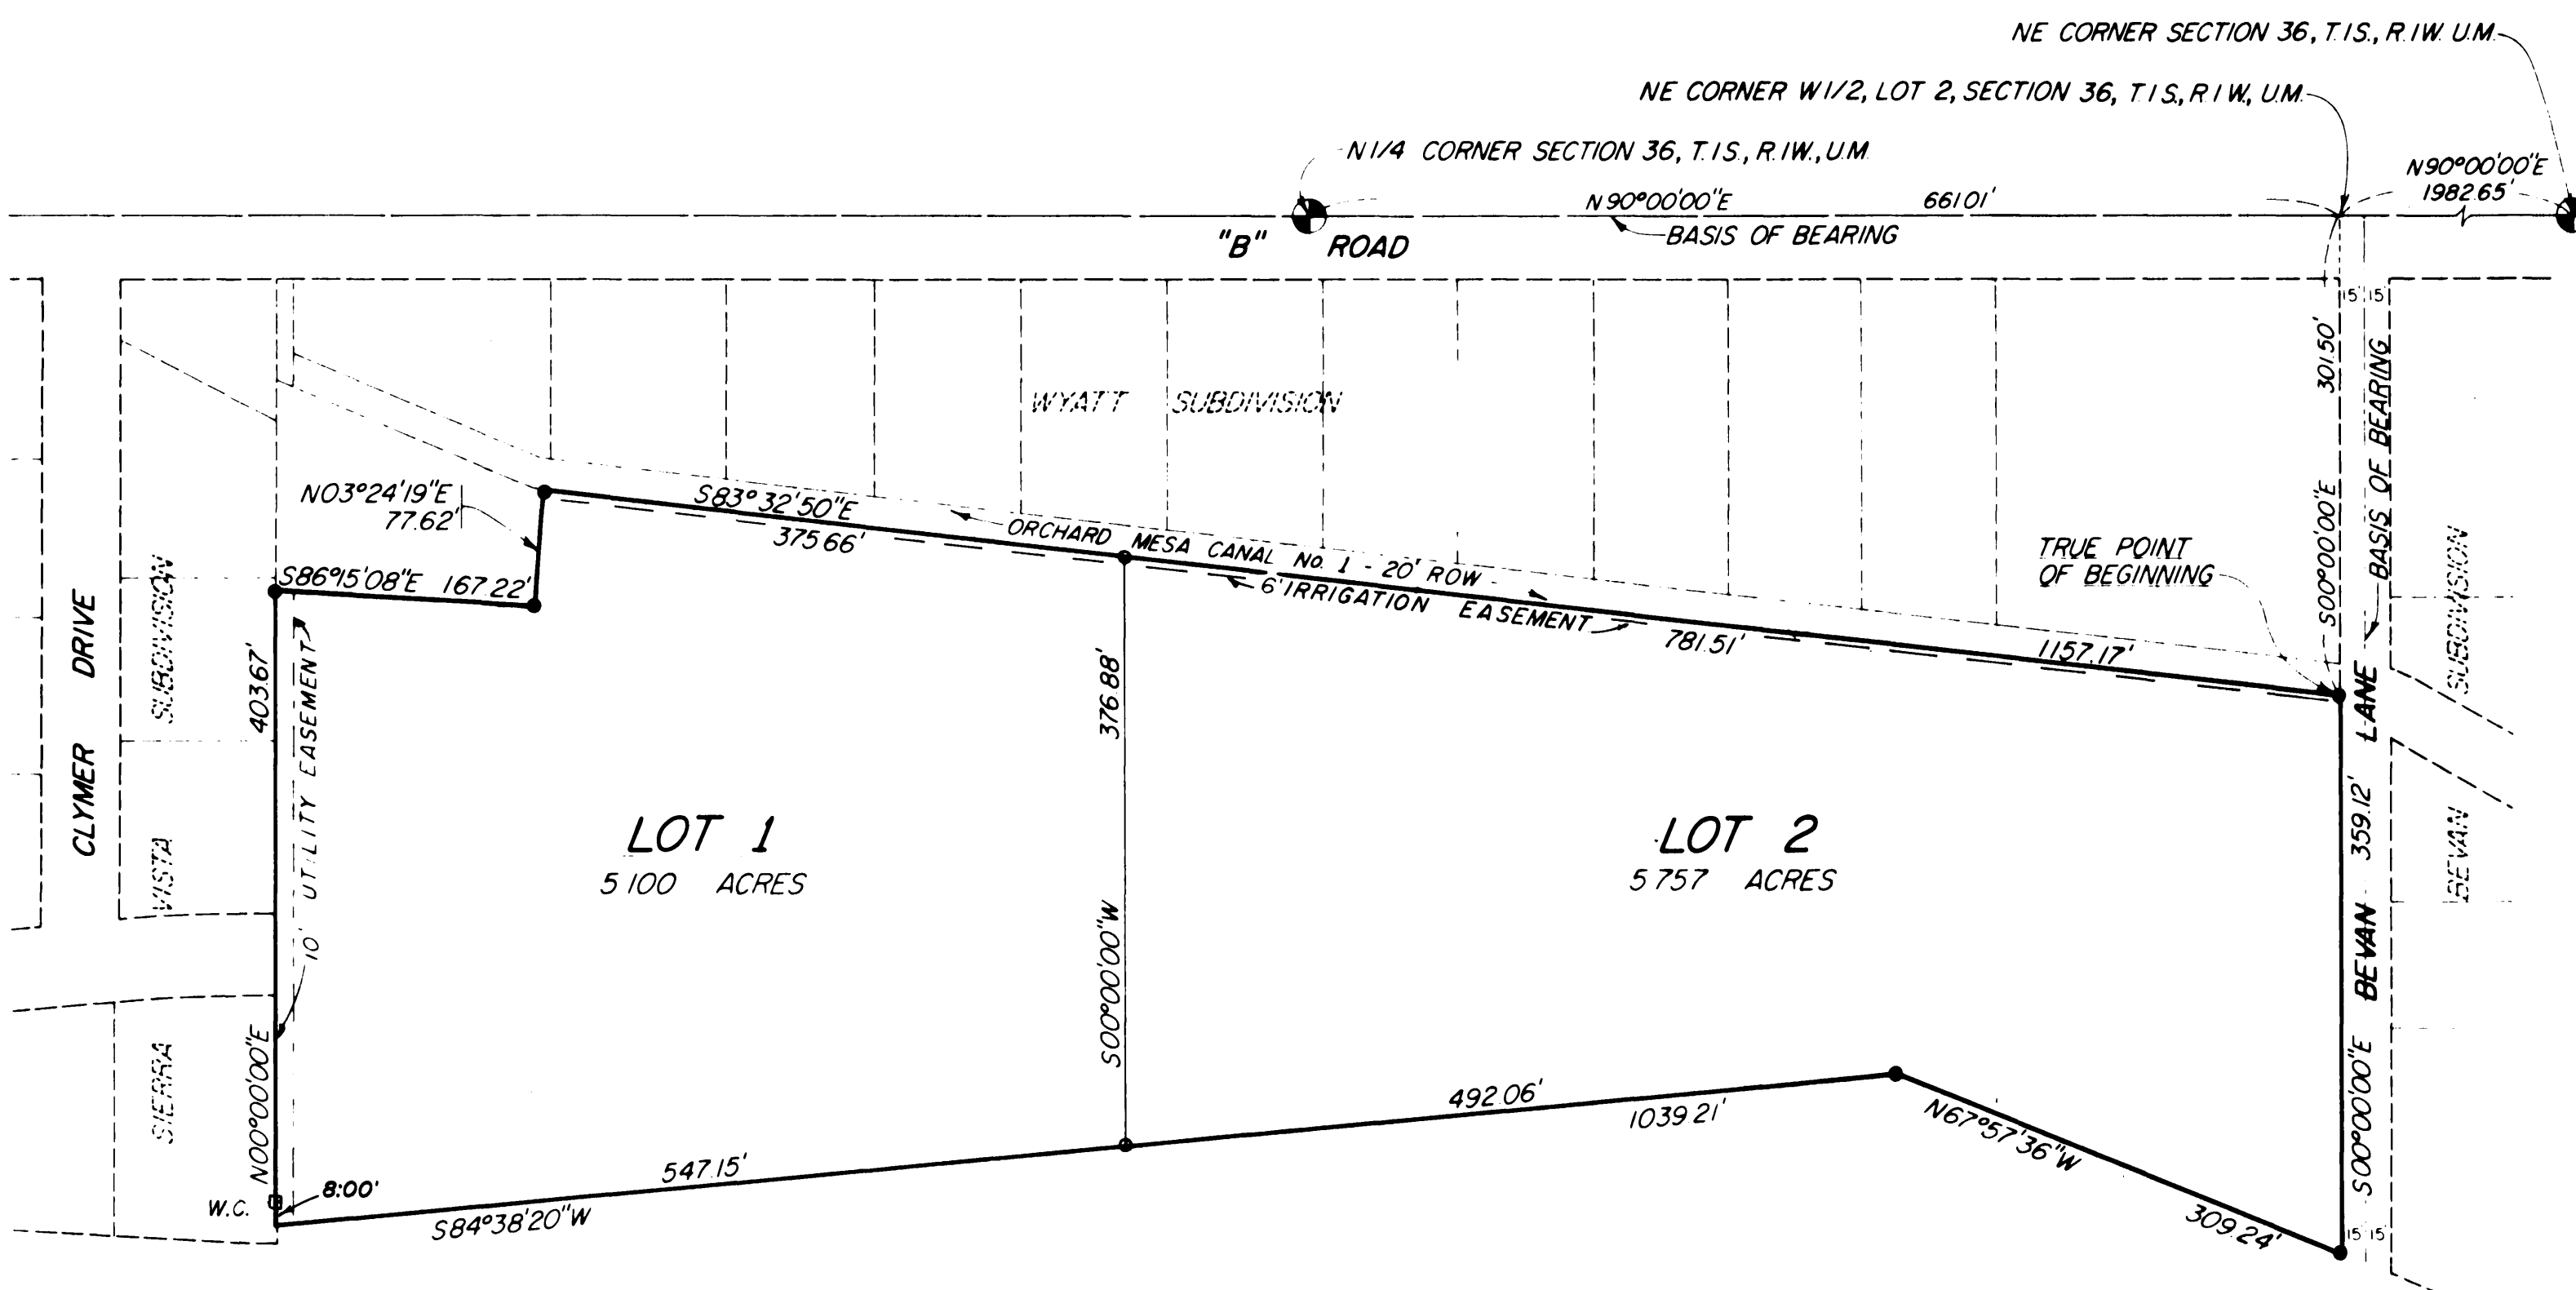 NE CORNER SECTION 36, T.1S., R.1W. U.M.
NE CORNER W1/2, LOT 2, SECTION 36, T.1S., R.1W., U.M.
N1/4 CORNER SECTION 36, T.1S., R.1W., U.M.
N90°00'00"E
1982.65'
N90°00'00"E 661.01'
BASIS OF BEARING
"B" ROAD
15' 15'
301.50'
S00°00'00"E
BASIS OF BEARING
WYATT SUBDIVISION
N03°24'19"E
77.62'
S83°32'50"E
375.66'
ORCHARD MESA CANAL No. 1 - 20' ROW
6' IRRIGATION EASEMENT
781.51'
1157.17'
TRUE POINT
OF BEGINNING
S86°15'08"E 167.22'
CLYMER DRIVE
SIERRA VISTA SUBDIVISION
403.67'
N00°00'00"E
10' UTILITY EASEMENT
376.88'
S00°00'00"W
LOT 1
5.100 ACRES
LOT 2
5.757 ACRES
BEVAN LANE
359.12'
S00°00'00"E
BEVAN SUBDIVISION
W.C.
8.00'
547.15'
S84°38'20"W
492.06'
1039.21'
N67°57'36"W
309.24'
15' 15'